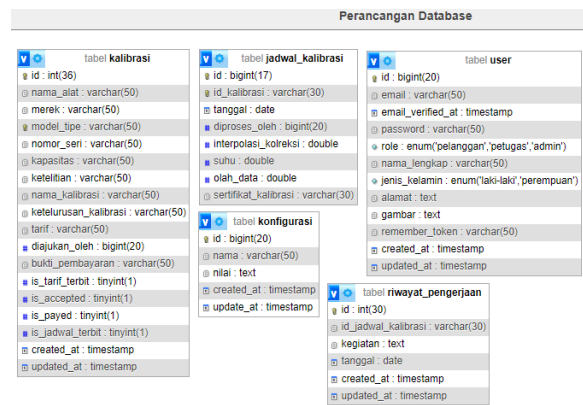 Perancangan Database
v tabel kalibrasi
id : int(36)
nama_alat : varchar(50)
merek : varchar(50)
model_tipe : varchar(50)
nomor_seri : varchar(50)
kapasitas : varchar(50)
ketelitian : varchar(50)
nama_kalibrasi : varchar(50)
ketelurusan_kalibrasi : varchar(50)
tarif : varchar(50)
diajukan_oleh : bigint(20)
bukti_pembayaran : varchar(50)
is_tarif_terbit : tinyint(1)
is_accepted : tinyint(1)
is_payed : tinyint(1)
is_jadwal_terbit : tinyint(1)
created_at : timestamp
updated_at : timestamp
v tabel jadwal_kalibrasi
id : bigint(17)
id_kalibrasi : varchar(30)
tanggal : date
diproses_oleh : bigint(20)
interpolasi_kolreksi : double
suhu : double
olah_data : double
sertifikat_kalibrasi : varchar(30)
v tabel konfigurasi
id : bigint(20)
nama : varchar(50)
nilai : text
created_at : timestamp
update_at : timestamp
v tabel user
id : bigint(20)
email : varchar(50)
email_verified_at : timestamp
password : varchar(50)
role : enum('pelanggan','petugas','admin')
nama_lengkap : varchar(50)
jenis_kelamin : enum('laki-laki','perempuan')
alamat : text
gambar : text
remember_token : varchar(50)
created_at : timestamp
updated_at : timestamp
v tabel riwayat_pengerjaan
id : int(30)
id_jadwal_kalibrasi : varchar(30)
kegiatan : text
tanggal : date
created_at : timestamp
updated_at : timestamp